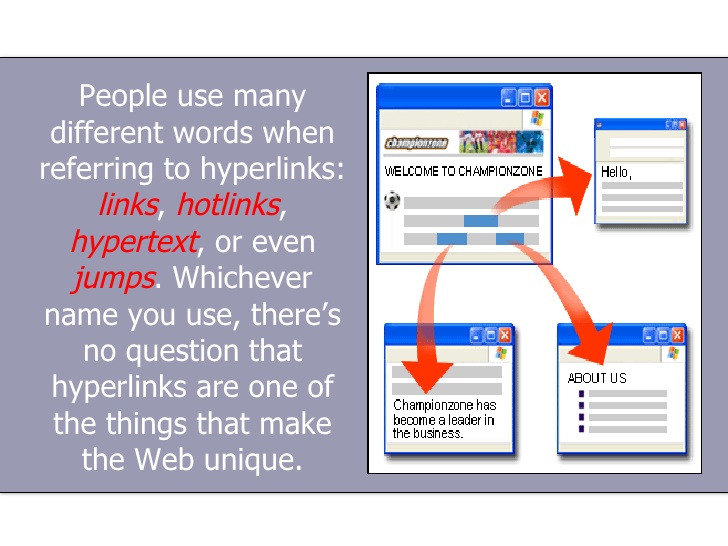 People use many
different words when
referring to hyperlinks:
links, hotlinks,
hypertext, or even
jumps. Whichever
name you use, there’s
no question that
hyperlinks are one of
the things that make
the Web unique.
championzone
WELCOME TO CHAMPIONZONE
Hello,
Championzone has
become a leader in
the business.
ABOUT US